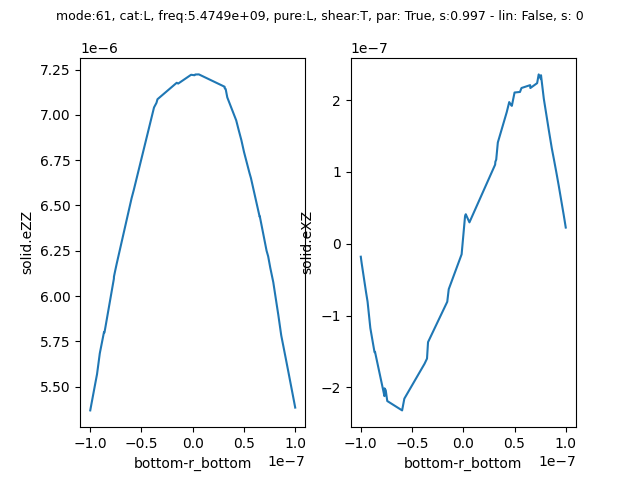 mode:61, cat:L, freq:5.4749e+09, pure:L, shear:T, par: True, s:0.997 - lin: False, s: 0
1e−6
7.25
7.00
6.75
6.50
6.25
6.00
5.75
5.50
solid.eZZ
−1.0 −0.5 0.0 0.5 1.0
bottom-r_bottom 1e−7
1e−7
2
1
0
−1
−2
solid.eXZ
−1.0 −0.5 0.0 0.5 1.0
bottom-r_bottom 1e−7